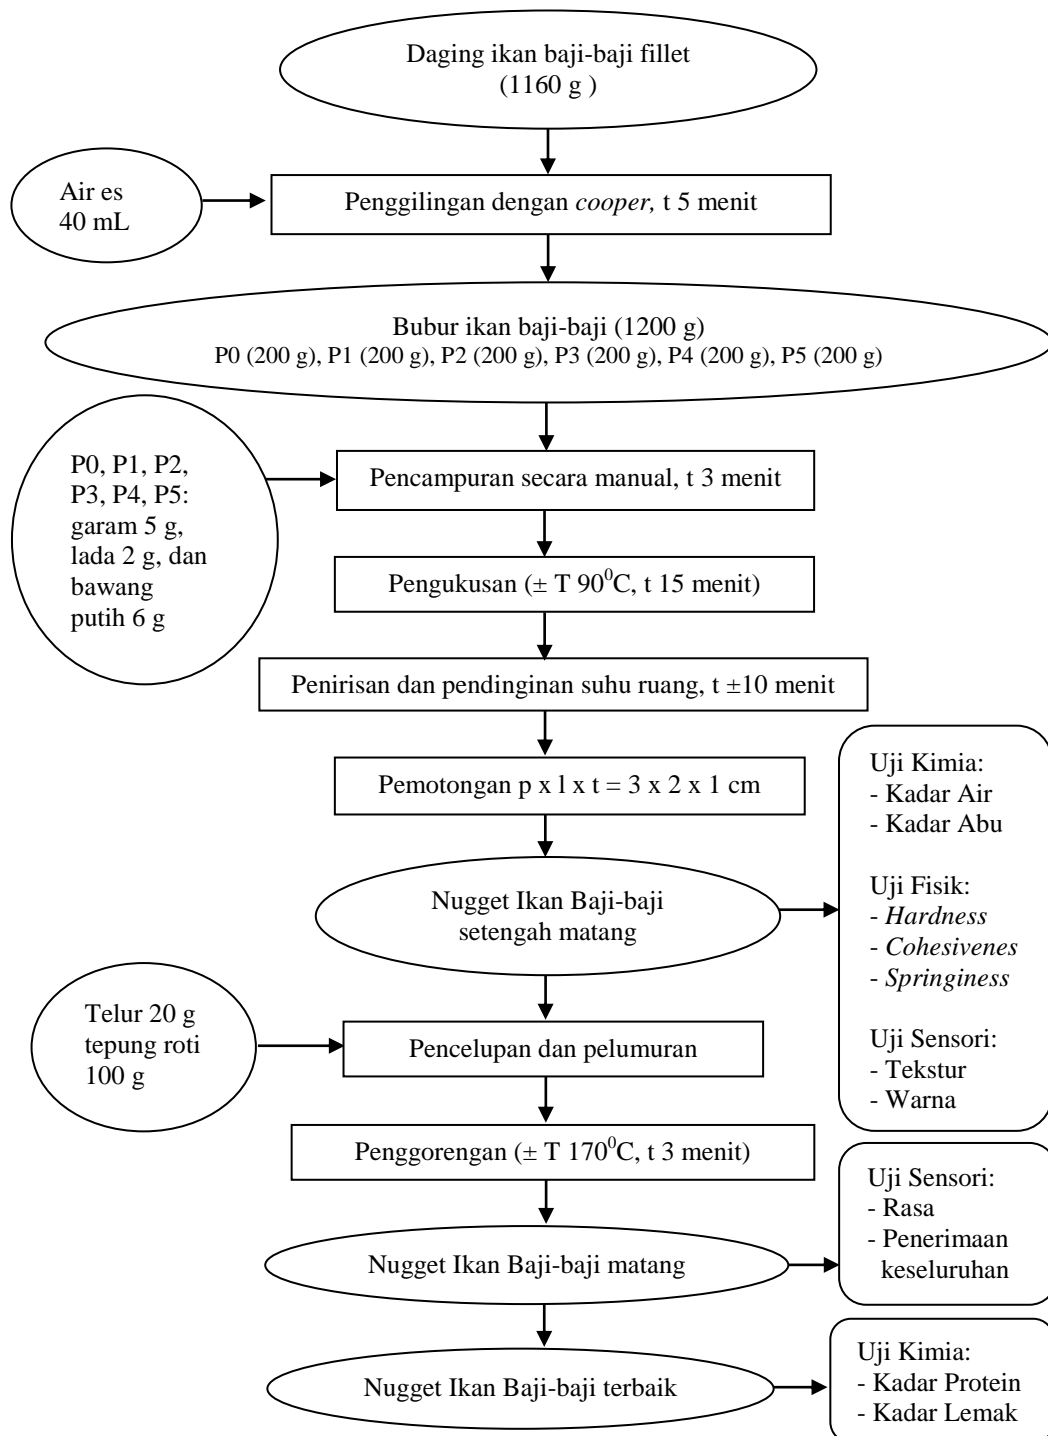 Daging ikan baji-baji fillet
(1160 g )
Air es
40 mL
Penggilingan dengan cooper, t 5 menit
Bubur ikan baji-baji (1200 g)
P0 (200 g), P1 (200 g), P2 (200 g), P3 (200 g), P4 (200 g), P5 (200 g)
P0, P1, P2,
P3, P4, P5:
garam 5 g,
lada 2 g, dan
bawang
putih 6 g
Pencampuran secara manual, t 3 menit
Pengukusan (± T 90⁰C, t 15 menit)
Penirisan dan pendinginan suhu ruang, t ±10 menit
Pemotongan p x l x t = 3 x 2 x 1 cm
Nugget Ikan Baji-baji
setengah matang
Uji Kimia:
- Kadar Air
- Kadar Abu
Uji Fisik:
- Hardness
- Cohesivenes
- Springiness
Uji Sensori:
- Tekstur
- Warna
Telur 20 g
tepung roti
100 g
Pencelupan dan pelumuran
Penggorengan (± T 170⁰C, t 3 menit)
Nugget Ikan Baji-baji matang
Uji Sensori:
- Rasa
- Penerimaan
keseluruhan
Nugget Ikan Baji-baji terbaik
Uji Kimia:
- Kadar Protein
- Kadar Lemak